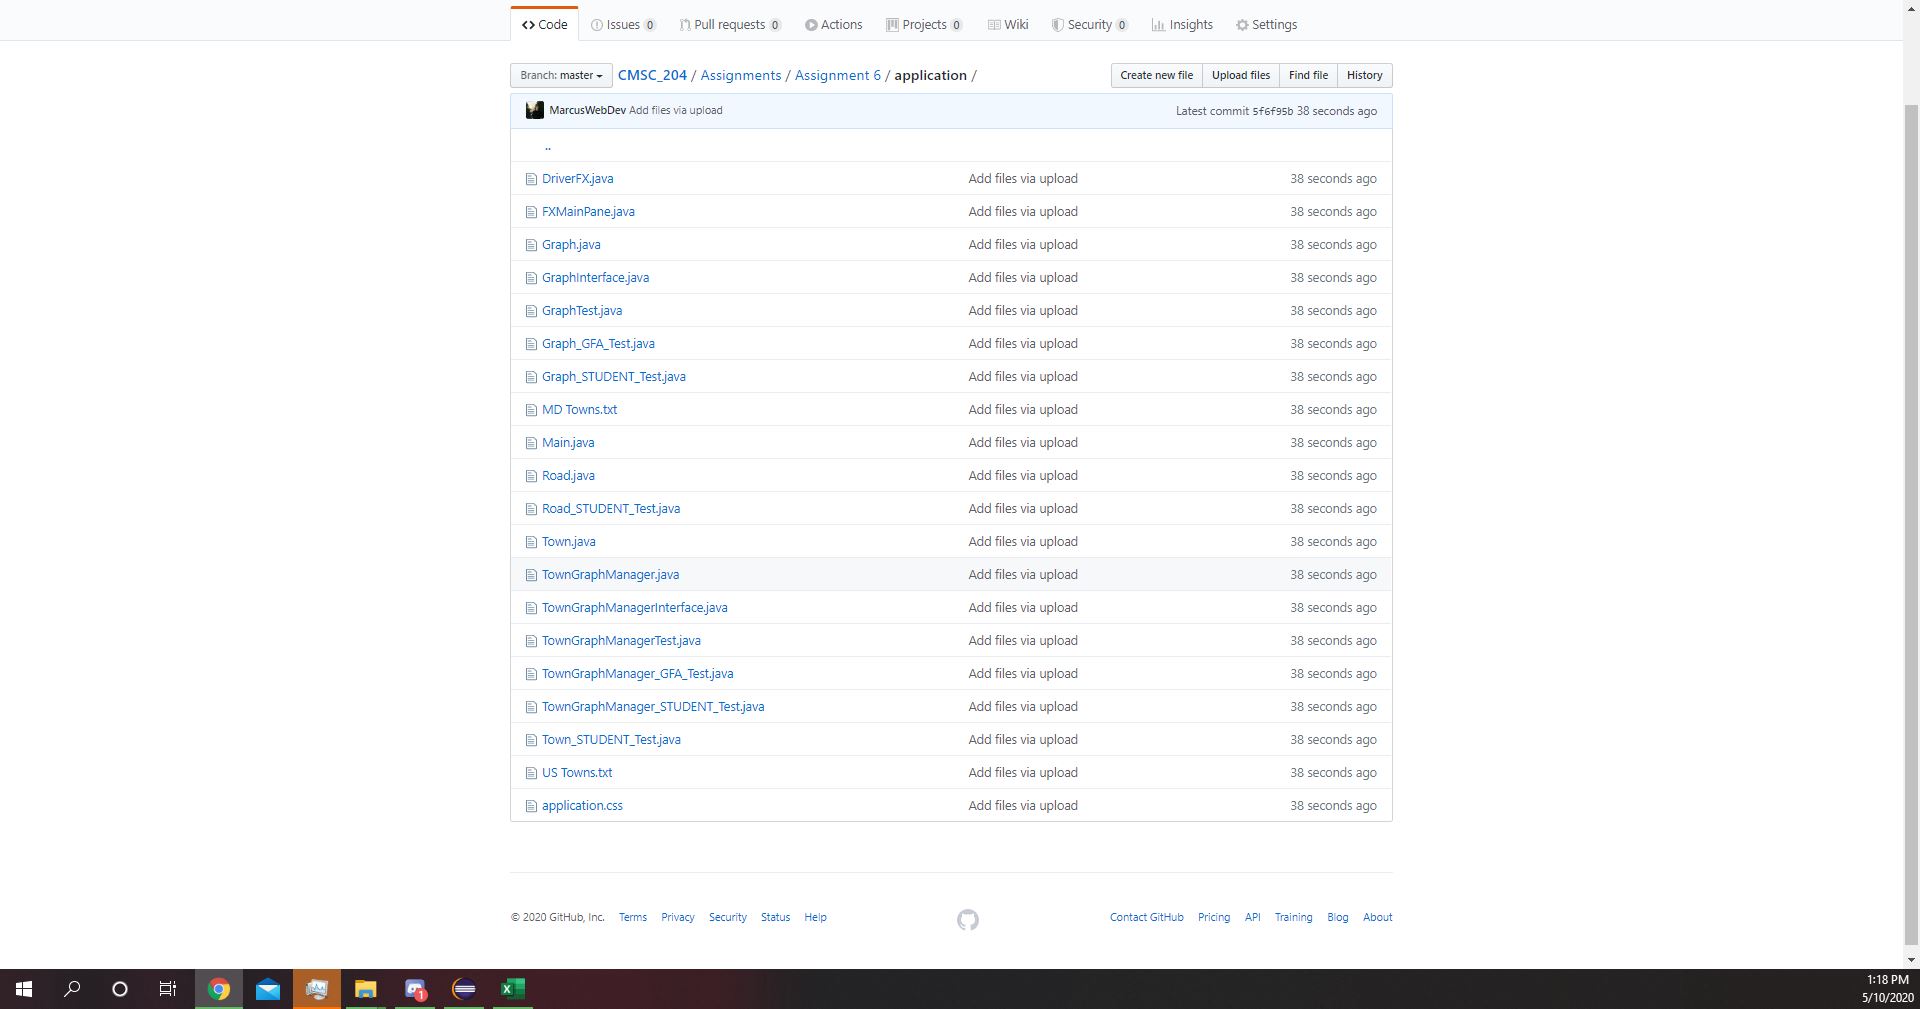 Code Issues 0 Pull requests 0 Actions Projects 0 Wiki Security 0 Insights Settings
Branch: master CMSC_204 / Assignments / Assignment 6 / application / Create new file Upload files Find file History
MarcusWebDev Add files via upload Latest commit 5f6f95b 38 seconds ago
..
DriverFX.java Add files via upload 38 seconds ago
FXMainPane.java Add files via upload 38 seconds ago
Graph.java Add files via upload 38 seconds ago
GraphInterface.java Add files via upload 38 seconds ago
GraphTest.java Add files via upload 38 seconds ago
Graph_GFA_Test.java Add files via upload 38 seconds ago
Graph_STUDENT_Test.java Add files via upload 38 seconds ago
MD Towns.txt Add files via upload 38 seconds ago
Main.java Add files via upload 38 seconds ago
Road.java Add files via upload 38 seconds ago
Road_STUDENT_Test.java Add files via upload 38 seconds ago
Town.java Add files via upload 38 seconds ago
TownGraphManager.java Add files via upload 38 seconds ago
TownGraphManagerInterface.java Add files via upload 38 seconds ago
TownGraphManagerTest.java Add files via upload 38 seconds ago
TownGraphManager_GFA_Test.java Add files via upload 38 seconds ago
TownGraphManager_STUDENT_Test.java Add files via upload 38 seconds ago
Town_STUDENT_Test.java Add files via upload 38 seconds ago
US Towns.txt Add files via upload 38 seconds ago
application.css Add files via upload 38 seconds ago
© 2020 GitHub, Inc. Terms Privacy Security Status Help Contact GitHub Pricing API Training Blog About
1
1:18 PM
5/10/2020